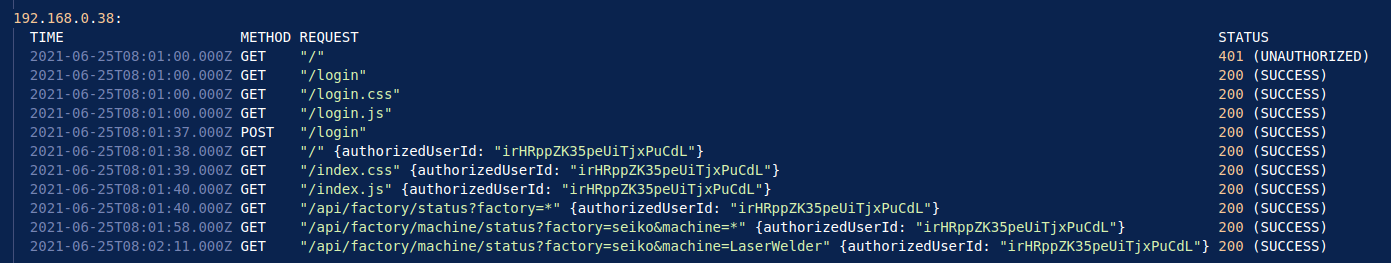 192.168.0.38:
TIME METHOD REQUEST STATUS
2021-06-25T08:01:00.000Z GET "/" 401 (UNAUTHORIZED)
2021-06-25T08:01:00.000Z GET "/login" 200 (SUCCESS)
2021-06-25T08:01:00.000Z GET "/login.css" 200 (SUCCESS)
2021-06-25T08:01:00.000Z GET "/login.js" 200 (SUCCESS)
2021-06-25T08:01:37.000Z POST "/login" 200 (SUCCESS)
2021-06-25T08:01:38.000Z GET "/" {authorizedUserId: "irHRppZK35peUiTjxPuCdL"} 200 (SUCCESS)
2021-06-25T08:01:39.000Z GET "/index.css" {authorizedUserId: "irHRppZK35peUiTjxPuCdL"} 200 (SUCCESS)
2021-06-25T08:01:40.000Z GET "/index.js" {authorizedUserId: "irHRppZK35peUiTjxPuCdL"} 200 (SUCCESS)
2021-06-25T08:01:40.000Z GET "/api/factory/status?factory=*" {authorizedUserId: "irHRppZK35peUiTjxPuCdL"} 200 (SUCCESS)
2021-06-25T08:01:58.000Z GET "/api/factory/machine/status?factory=seiko&machine=*" {authorizedUserId: "irHRppZK35peUiTjxPuCdL"} 200 (SUCCESS)
2021-06-25T08:02:11.000Z GET "/api/factory/machine/status?factory=seiko&machine=LaserWelder" {authorizedUserId: "irHRppZK35peUiTjxPuCdL"} 200 (SUCCESS)